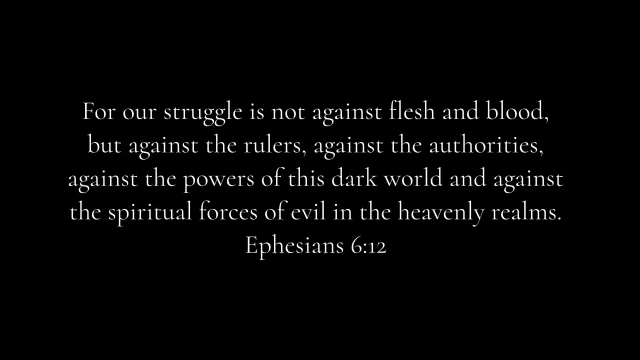 For our struggle is not against flesh and blood,
but against the rulers, against the authorities,
against the powers of this dark world and against
the spiritual forces of evil in the heavenly realms.
Ephesians 6:12